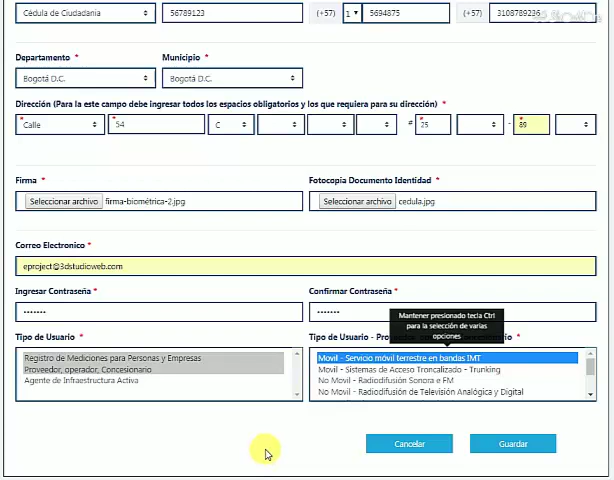 Cédula de Ciudadania 56789123 (+57) 1 5694875 (+57) 3108789236
Departamento * Municipio *
Bogotá D.C. Bogotá D.C.
Dirección (Para la este campo debe ingresar todos los espacios obligatorios y los que requiera para su dirección) *
* Calle * 54 C # * 25 - * 89
Firma * Fotocopia Documento Identidad *
Seleccionar archivo firma-biométrica-2.jpg Seleccionar archivo cedula.jpg
Correo Electronico *
eproject@3dstudioweb.com
Ingresar Contraseña * Confirmar Contraseña *
••••••• •••••••
Mantener presionado tecla Ctrl
para la selección de varias
opciones
Tipo de Usuario * Tipo de Usuario -
Registro de Mediciones para Personas y Empresas
Proveedor, operador, Concesionario
Agente de Infraestructura Activa
Movil - Servicio móvil terrestre en bandas IMT
Movil - Sistemas de Acceso Troncalizado - Trunking
No Movil - Radiodifusión Sonora e FM
No Movil - Radiodifusión de Televisión Analógica y Digital
Cancelar Guardar